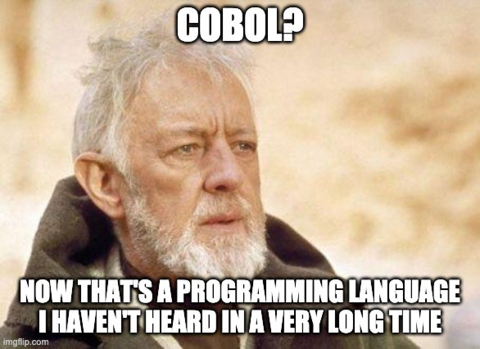 COBOL?
NOW THAT'S A PROGRAMMING LANGUAGE
I HAVEN'T HEARD IN A VERY LONG TIME
imgflip.com